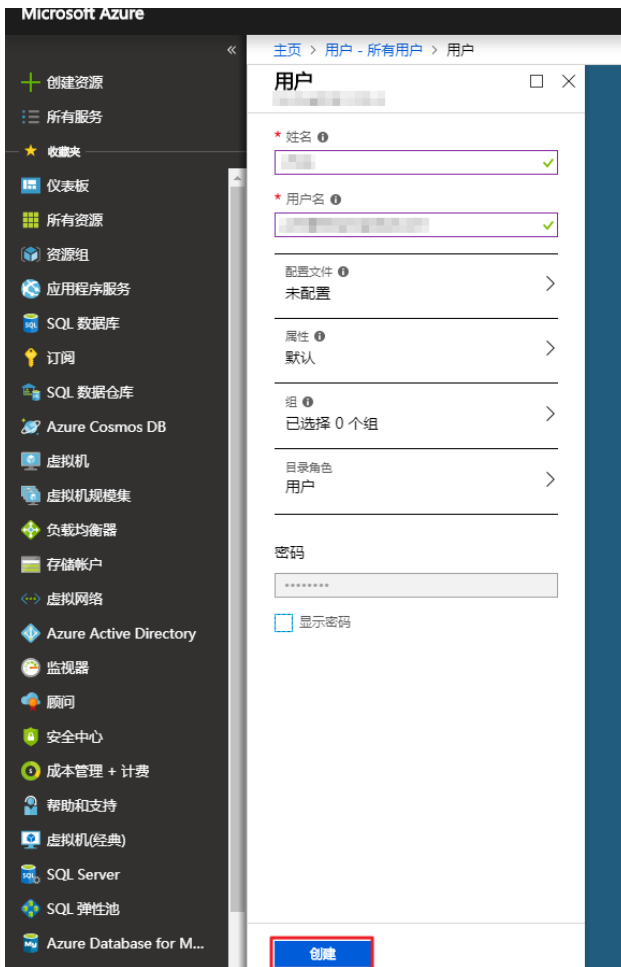 Microsoft Azure
«
创建资源
所有服务
收藏夹
仪表板
所有资源
资源组
应用程序服务
SQL 数据库
订阅
SQL 数据仓库
Azure Cosmos DB
虚拟机
虚拟机规模集
负载均衡器
存储帐户
虚拟网络
Azure Active Directory
监视器
顾问
安全中心
成本管理 + 计费
帮助和支持
虚拟机(经典)
SQL Server
SQL 弹性池
Azure Database for M...
主页 > 用户 - 所有用户 > 用户
用户
* 姓名
* 用户名
配置文件
未配置
属性
默认
组
已选择 0 个组
目录角色
用户
密码
········
显示密码
创建